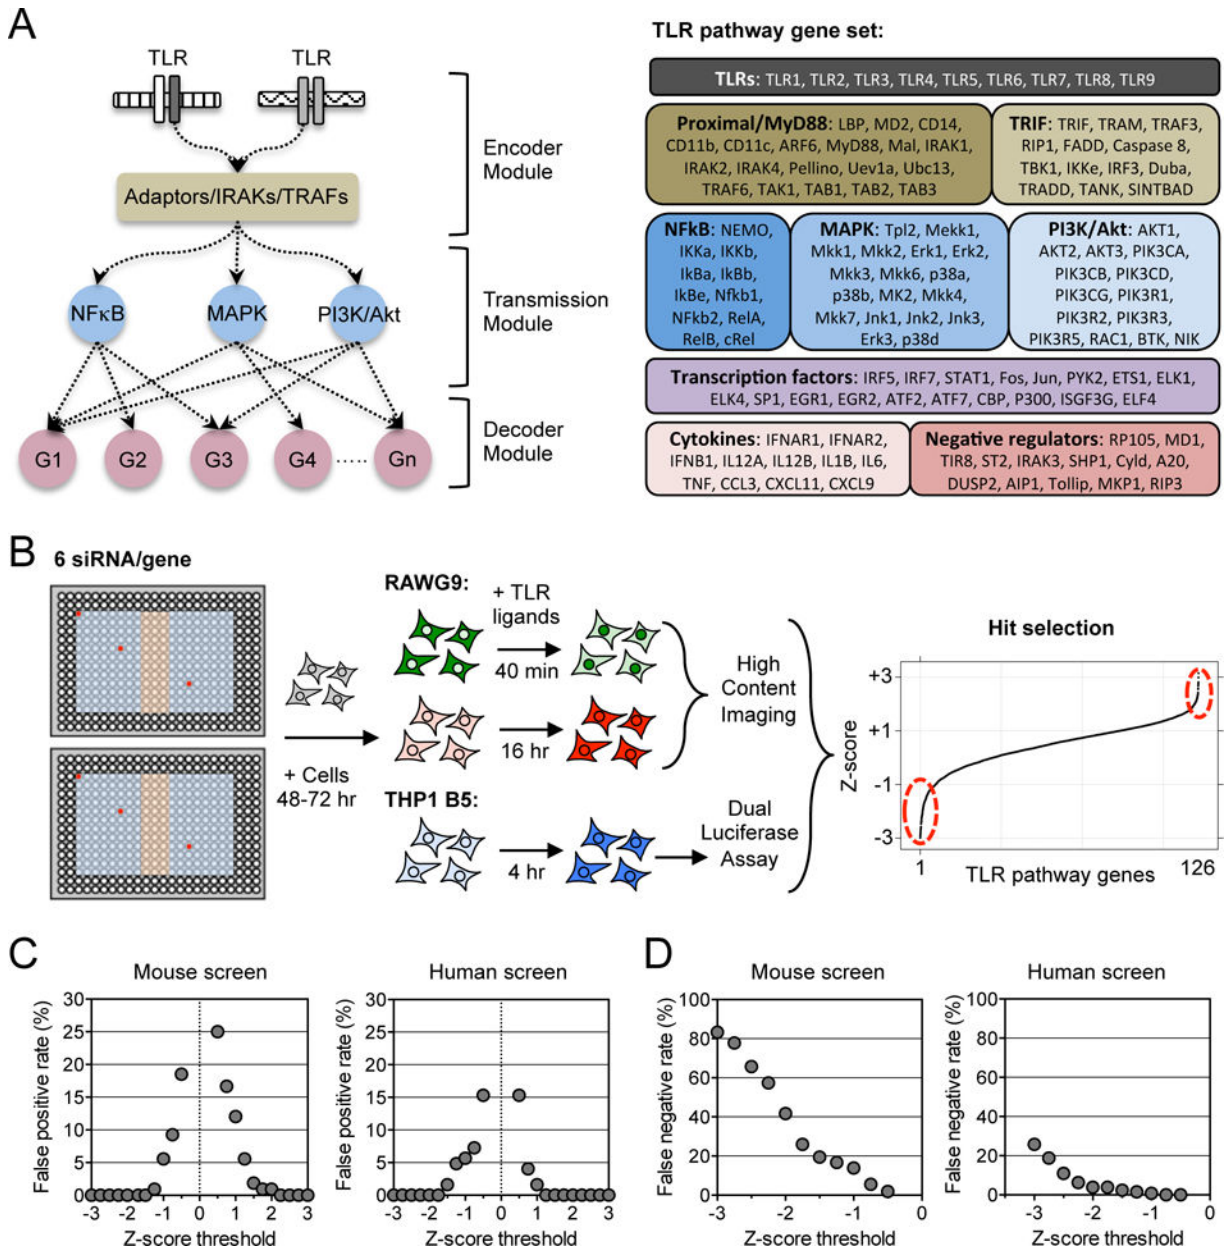 A
TLR
TLR
Adaptors/IRAKs/TRAFs
NFκB
MAPK
PI3K/Akt
G1
G2
G3
G4
.....
Gn
Encoder
Module
Transmission
Module
Decoder
Module
TLR pathway gene set:
TLRs: TLR1, TLR2, TLR3, TLR4, TLR5, TLR6, TLR7, TLR8, TLR9
Proximal/MyD88: LBP, MD2, CD14,
CD11b, CD11c, ARF6, MyD88, Mal, IRAK1,
IRAK2, IRAK4, Pellino, Uev1a, Ubc13,
TRAF6, TAK1, TAB1, TAB2, TAB3
TRIF: TRIF, TRAM, TRAF3,
RIP1, FADD, Caspase 8,
TBK1, IKKe, IRF3, Duba,
TRADD, TANK, SINTBAD
NFkB: NEMO,
IKKa, IKKb,
IkBa, IkBb,
IkBe, Nfkb1,
NFkb2, RelA,
RelB, cRel
MAPK: Tpl2, Mekk1,
Mkk1, Mkk2, Erk1, Erk2,
Mkk3, Mkk6, p38a,
p38b, MK2, Mkk4,
Mkk7, Jnk1, Jnk2, Jnk3,
Erk3, p38d
PI3K/Akt: AKT1,
AKT2, AKT3, PIK3CA,
PIK3CB, PIK3CD,
PIK3CG, PIK3R1,
PIK3R2, PIK3R3,
PIK3R5, RAC1, BTK, NIK
Transcription factors: IRF5, IRF7, STAT1, Fos, Jun, PYK2, ETS1, ELK1,
ELK4, SP1, EGR1, EGR2, ATF2, ATF7, CBP, P300, ISGF3G, ELF4
Cytokines: IFNAR1, IFNAR2,
IFNB1, IL12A, IL12B, IL1B, IL6,
TNF, CCL3, CXCL11, CXCL9
Negative regulators: RP105, MD1,
TIR8, ST2, IRAK3, SHP1, Cyld, A20,
DUSP2, AIP1, Tollip, MKP1, RIP3
B
6 siRNA/gene
+ Cells
48-72 hr
RAWG9:
+ TLR
ligands
40 min
16 hr
THP1 B5:
4 hr
High
Content
Imaging
Dual
Luciferase
Assay
Hit selection
Z-score
+3
+1
-1
-3
1
126
TLR pathway genes
C
Mouse screen
False positive rate (%)
30
25
20
15
10
5
0
-3 -2 -1 0 1 2 3
Z-score threshold
Human screen
False positive rate (%)
30
25
20
15
10
5
0
-3 -2 -1 0 1 2 3
Z-score threshold
D
Mouse screen
False negative rate (%)
100
80
60
40
20
0
-3 -2 -1 0
Z-score threshold
Human screen
False negative rate (%)
100
80
60
40
20
0
-3 -2 -1 0
Z-score threshold